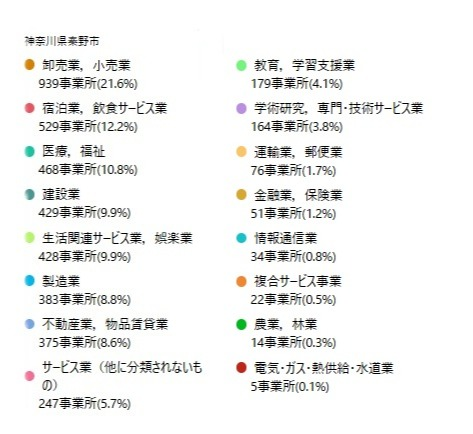 神奈川県秦野市
卸売業，小売業
939事業所(21.6%)
宿泊業，飲食サービス業
529事業所(12.2%)
医療，福祉
468事業所(10.8%)
建設業
429事業所(9.9%)
生活関連サービス業，娯楽業
428事業所(9.9%)
製造業
383事業所(8.8%)
不動産業，物品賃貸業
375事業所(8.6%)
サービス業（他に分類されないも
の）
247事業所(5.7%)
教育，学習支援業
179事業所(4.1%)
学術研究，専門・技術サービス業
164事業所(3.8%)
運輸業，郵便業
76事業所(1.7%)
金融業，保険業
51事業所(1.2%)
情報通信業
34事業所(0.8%)
複合サービス事業
22事業所(0.5%)
農業，林業
14事業所(0.3%)
電気・ガス・熱供給・水道業
5事業所(0.1%)